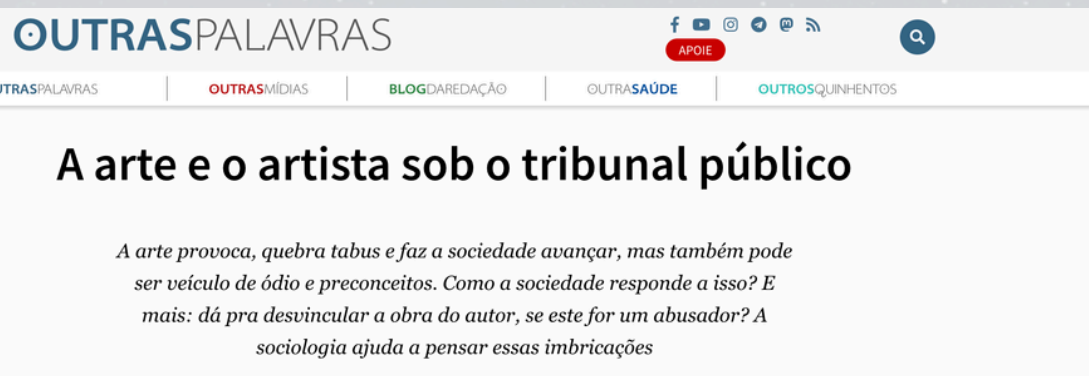 OUTRASPALAVRAS
APOIE
UTRASPALAVRAS OUTRASMÍDIAS BLOGDAREDAÇÃO OUTRASAÚDE OUTROSQUINHENTOS
A arte e o artista sob o tribunal público
A arte provoca, quebra tabus e faz a sociedade avançar, mas também pode
ser veículo de ódio e preconceitos. Como a sociedade responde a isso? E
mais: dá pra desvincular a obra do autor, se este for um abusador? A
sociologia ajuda a pensar essas imbricações